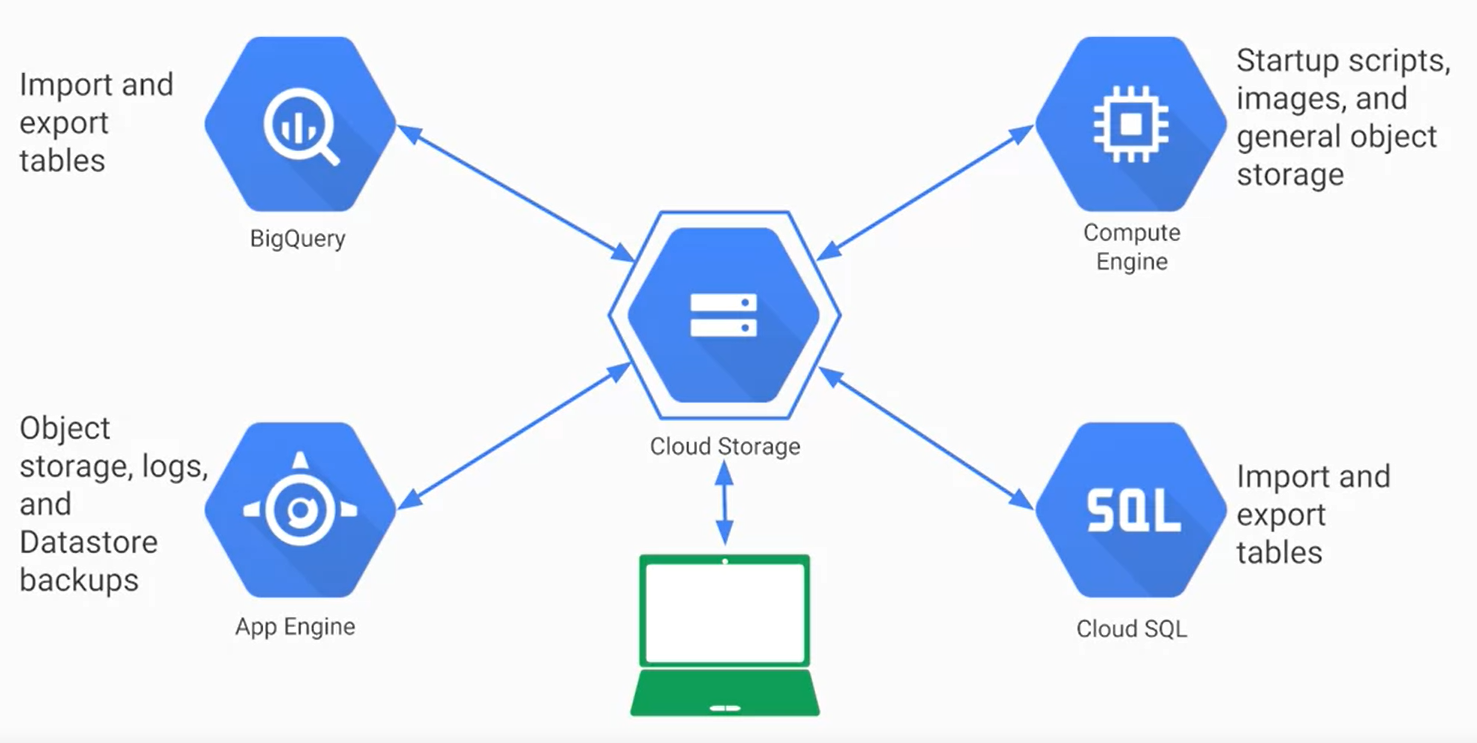 Import and
export
tables
BigQuery
Startup scripts,
images, and
general object
storage
Compute
Engine
Cloud Storage
Object
storage, logs,
and
Datastore
backups
App Engine
SQL
Import and
export
tables
Cloud SQL